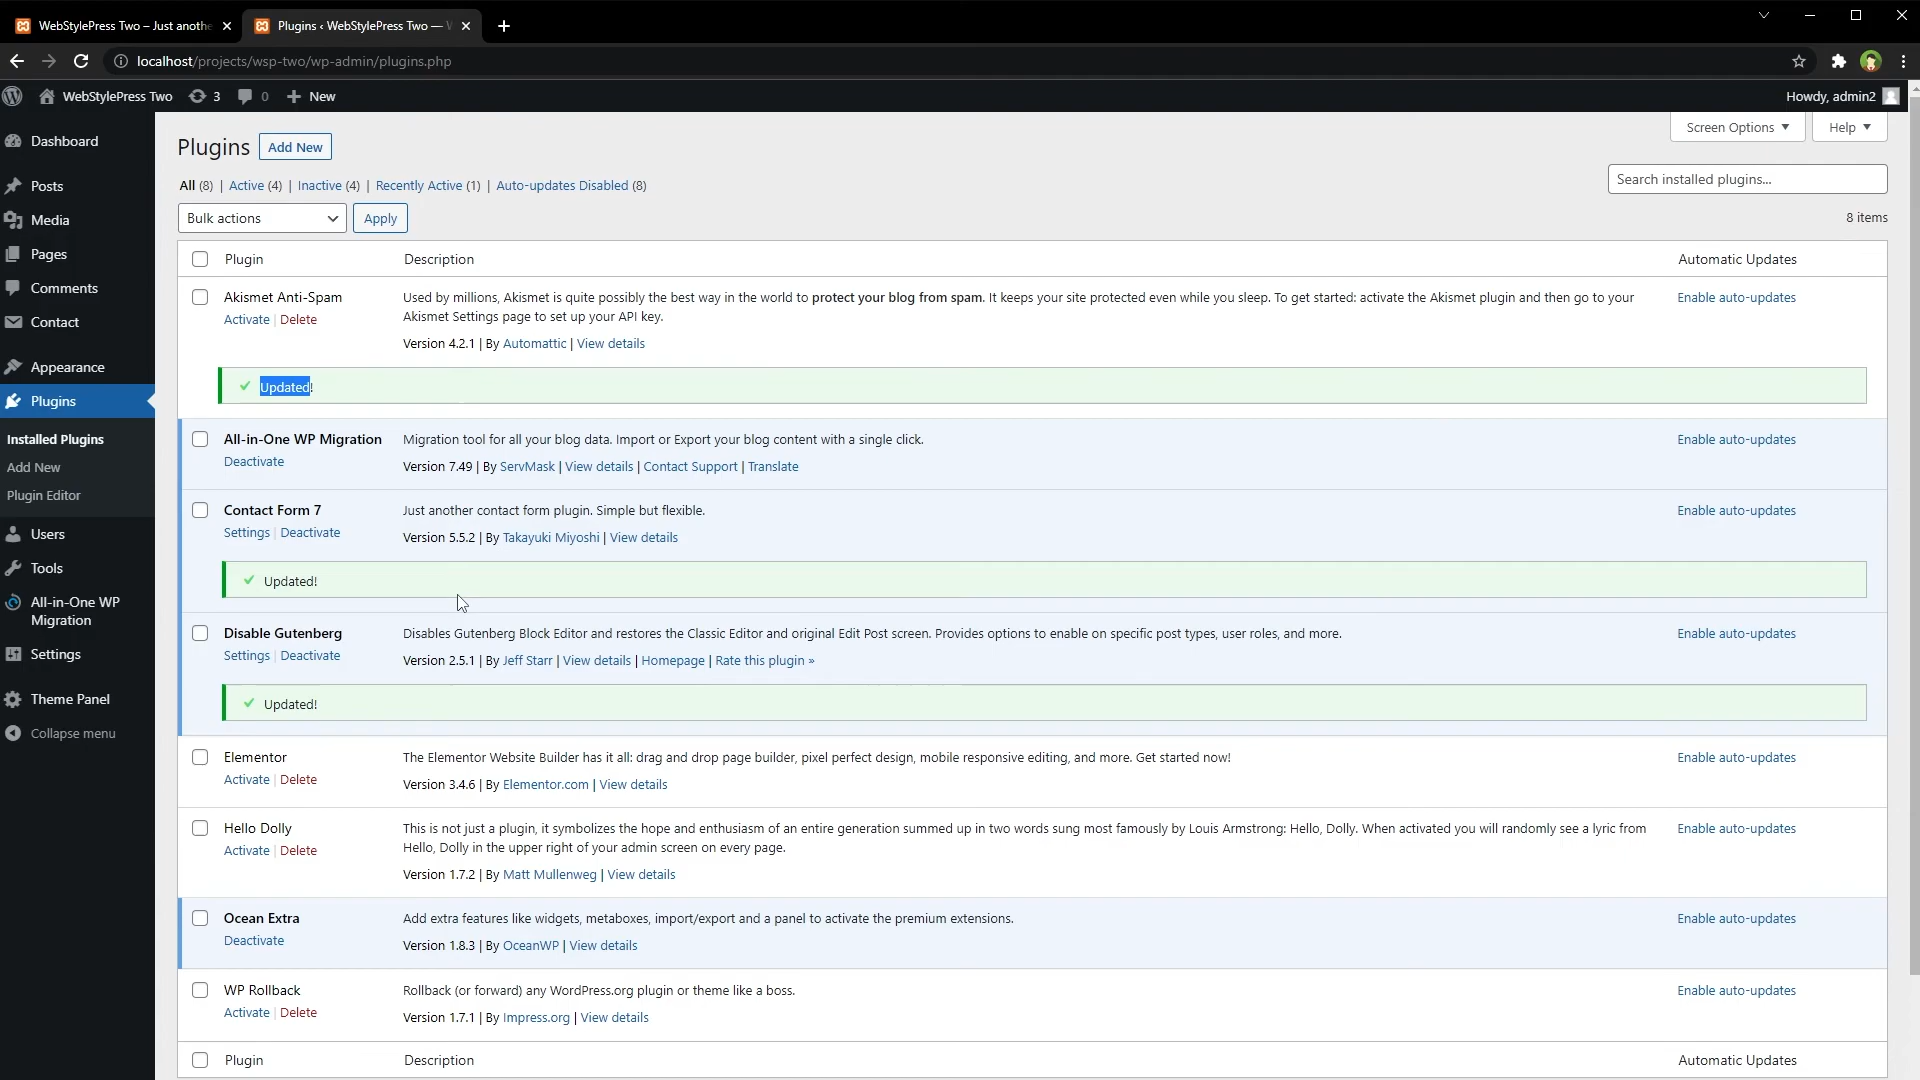 WebStylePress Two – Just anothe
Plugins ‹ WebStylePress Two —
localhost/projects/wsp-two/wp-admin/plugins.php
WebStylePress Two
3
0
New
Howdy, admin2
Dashboard
Posts
Media
Pages
Comments
Contact
Appearance
Plugins
Installed Plugins
Add New
Plugin Editor
Users
Tools
All-in-One WP
Migration
Settings
Theme Panel
Collapse menu
Screen Options
Help
Plugins
Add New
All (8) | Active (4) | Inactive (4) | Recently Active (1) | Auto-updates Disabled (8)
Search installed plugins...
Bulk actions
Apply
8 items
Plugin Description Automatic Updates
Akismet Anti-Spam
Activate | Delete
Used by millions, Akismet is quite possibly the best way in the world to protect your blog from spam. It keeps your site protected even while you sleep. To get started: activate the Akismet plugin and then go to your
Akismet Settings page to set up your API key.
Version 4.2.1 | By Automattic | View details
Enable auto-updates
Updated!
All-in-One WP Migration
Deactivate
Migration tool for all your blog data. Import or Export your blog content with a single click.
Version 7.49 | By ServMask | View details | Contact Support | Translate
Enable auto-updates
Contact Form 7
Settings | Deactivate
Just another contact form plugin. Simple but flexible.
Version 5.5.2 | By Takayuki Miyoshi | View details
Enable auto-updates
Updated!
Disable Gutenberg
Settings | Deactivate
Disables Gutenberg Block Editor and restores the Classic Editor and original Edit Post screen. Provides options to enable on specific post types, user roles, and more.
Version 2.5.1 | By Jeff Starr | View details | Homepage | Rate this plugin »
Enable auto-updates
Updated!
Elementor
Activate | Delete
The Elementor Website Builder has it all: drag and drop page builder, pixel perfect design, mobile responsive editing, and more. Get started now!
Version 3.4.6 | By Elementor.com | View details
Enable auto-updates
Hello Dolly
Activate | Delete
This is not just a plugin, it symbolizes the hope and enthusiasm of an entire generation summed up in two words sung most famously by Louis Armstrong: Hello, Dolly. When activated you will randomly see a lyric from
Hello, Dolly in the upper right of your admin screen on every page.
Version 1.7.2 | By Matt Mullenweg | View details
Enable auto-updates
Ocean Extra
Deactivate
Add extra features like widgets, metaboxes, import/export and a panel to activate the premium extensions.
Version 1.8.3 | By OceanWP | View details
Enable auto-updates
WP Rollback
Activate | Delete
Rollback (or forward) any WordPress.org plugin or theme like a boss.
Version 1.7.1 | By Impress.org | View details
Enable auto-updates
Plugin Description Automatic Updates